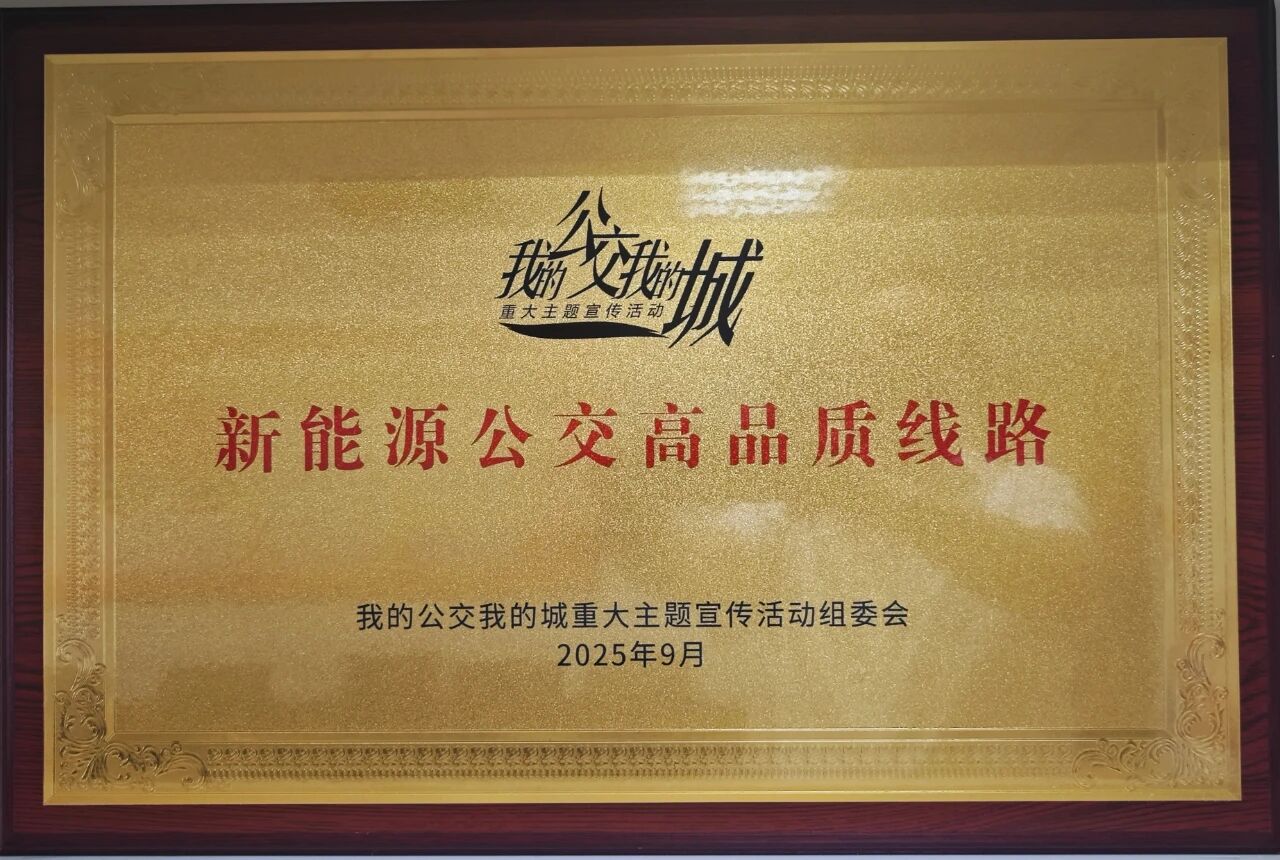 我的公交我的城
重大主题宣传活动
新能源公交高品质线路
我的公交我的城重大主题宣传活动组委会
2025年9月